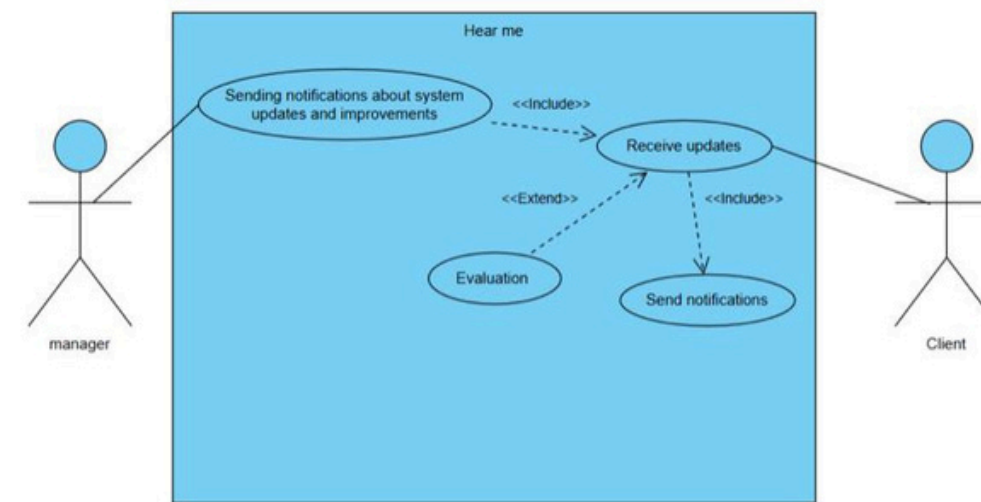 Hear me
Sending notifications about system
updates and improvements
<<Include>>
Receive updates
<<Extend>>
<<Include>>
Evaluation
Send notifications
manager
Client